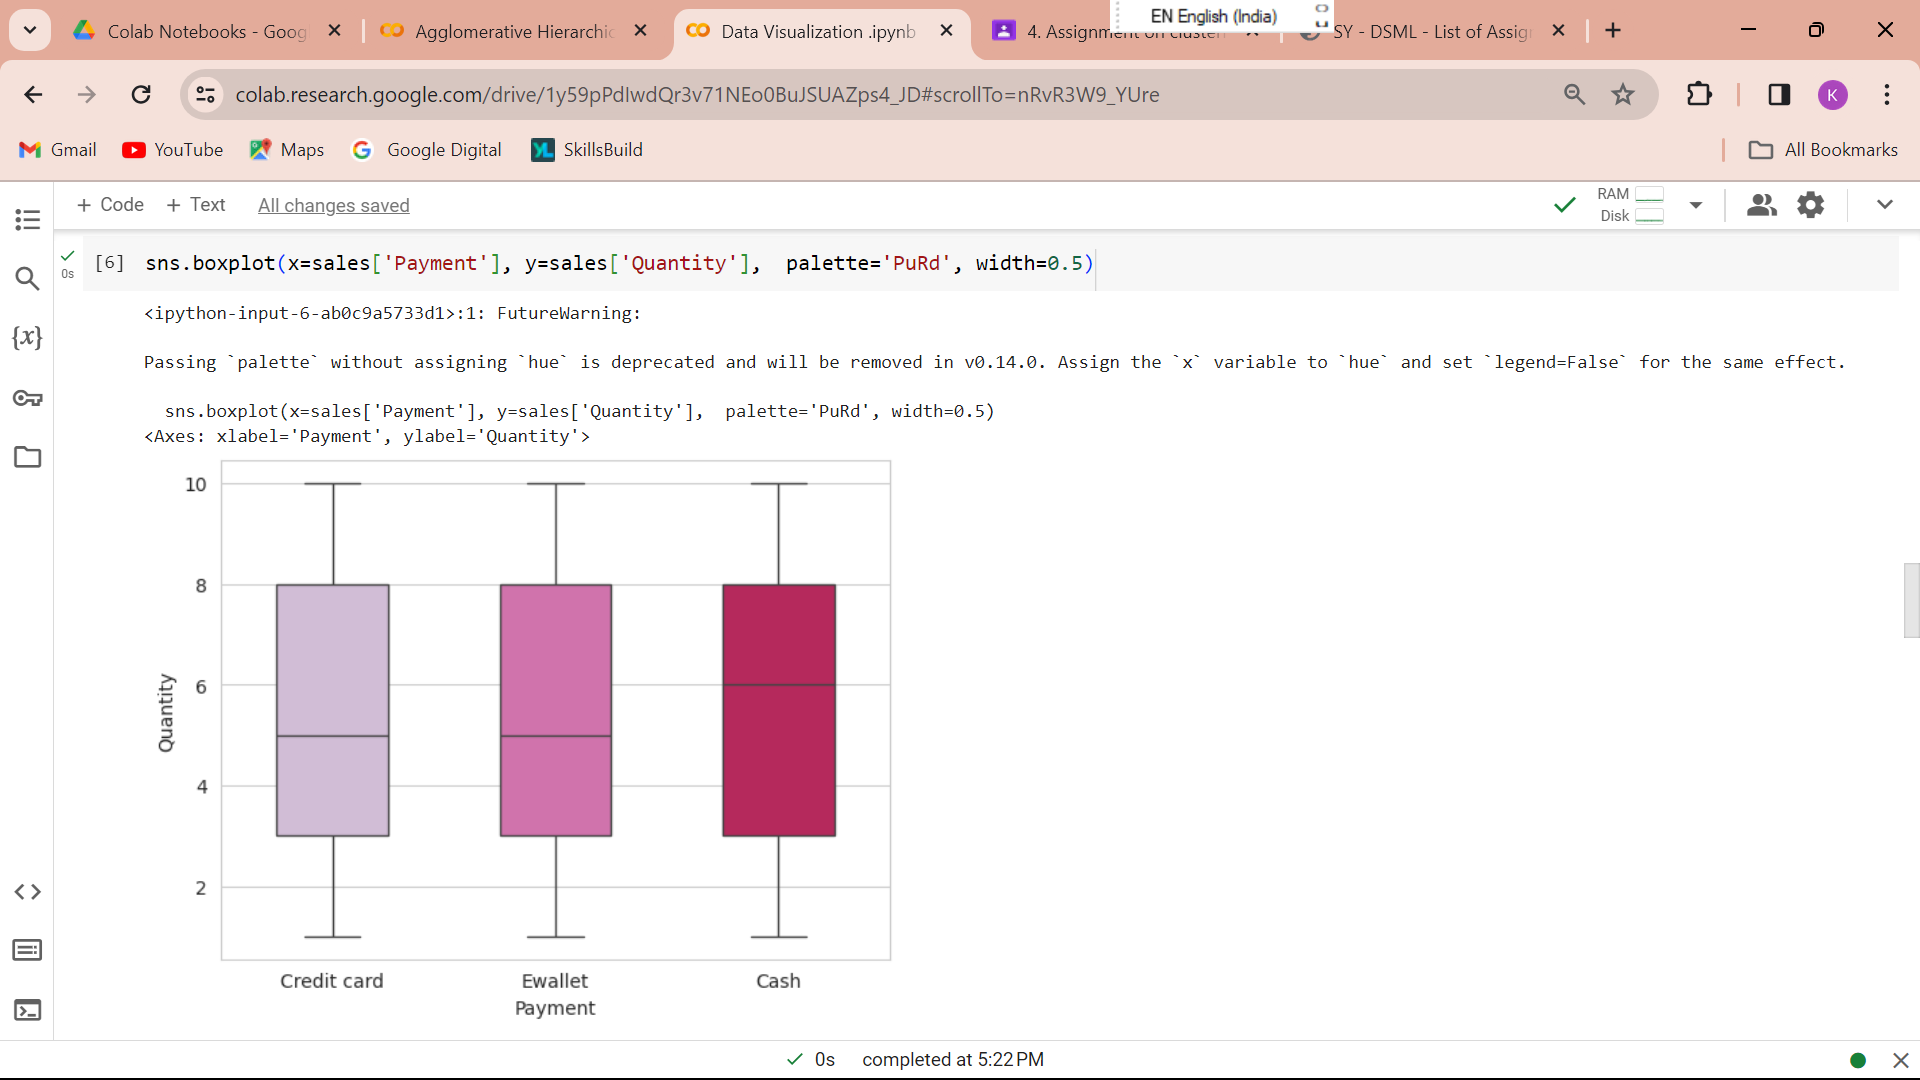 Colab Notebooks - Goog
Agglomerative Hierarchic
Data Visualization .ipynb
4. Assignment on Cluster
SY - DSML - List of Assig
EN English (India)
colab.research.google.com/drive/1y59pPdIwdQr3v71NEo0BuJSUAZps4_JD#scrollTo=nRvR3W9_YUre
K
Gmail
YouTube
Maps
Google Digital
SkillsBuild
All Bookmarks
+ Code + Text All changes saved
RAM
Disk
{x}
0s
[6] sns.boxplot(x=sales['Payment'], y=sales['Quantity'],  palette='PuRd', width=0.5)
<ipython-input-6-ab0c9a5733d1>:1: FutureWarning:
Passing `palette` without assigning `hue` is deprecated and will be removed in v0.14.0. Assign the `x` variable to `hue` and set `legend=False` for the same effect.
sns.boxplot(x=sales['Payment'], y=sales['Quantity'],  palette='PuRd', width=0.5)
<Axes: xlabel='Payment', ylabel='Quantity'>
10
8
6
4
2
Quantity
Credit card
Ewallet
Cash
Payment
0s completed at 5:22 PM